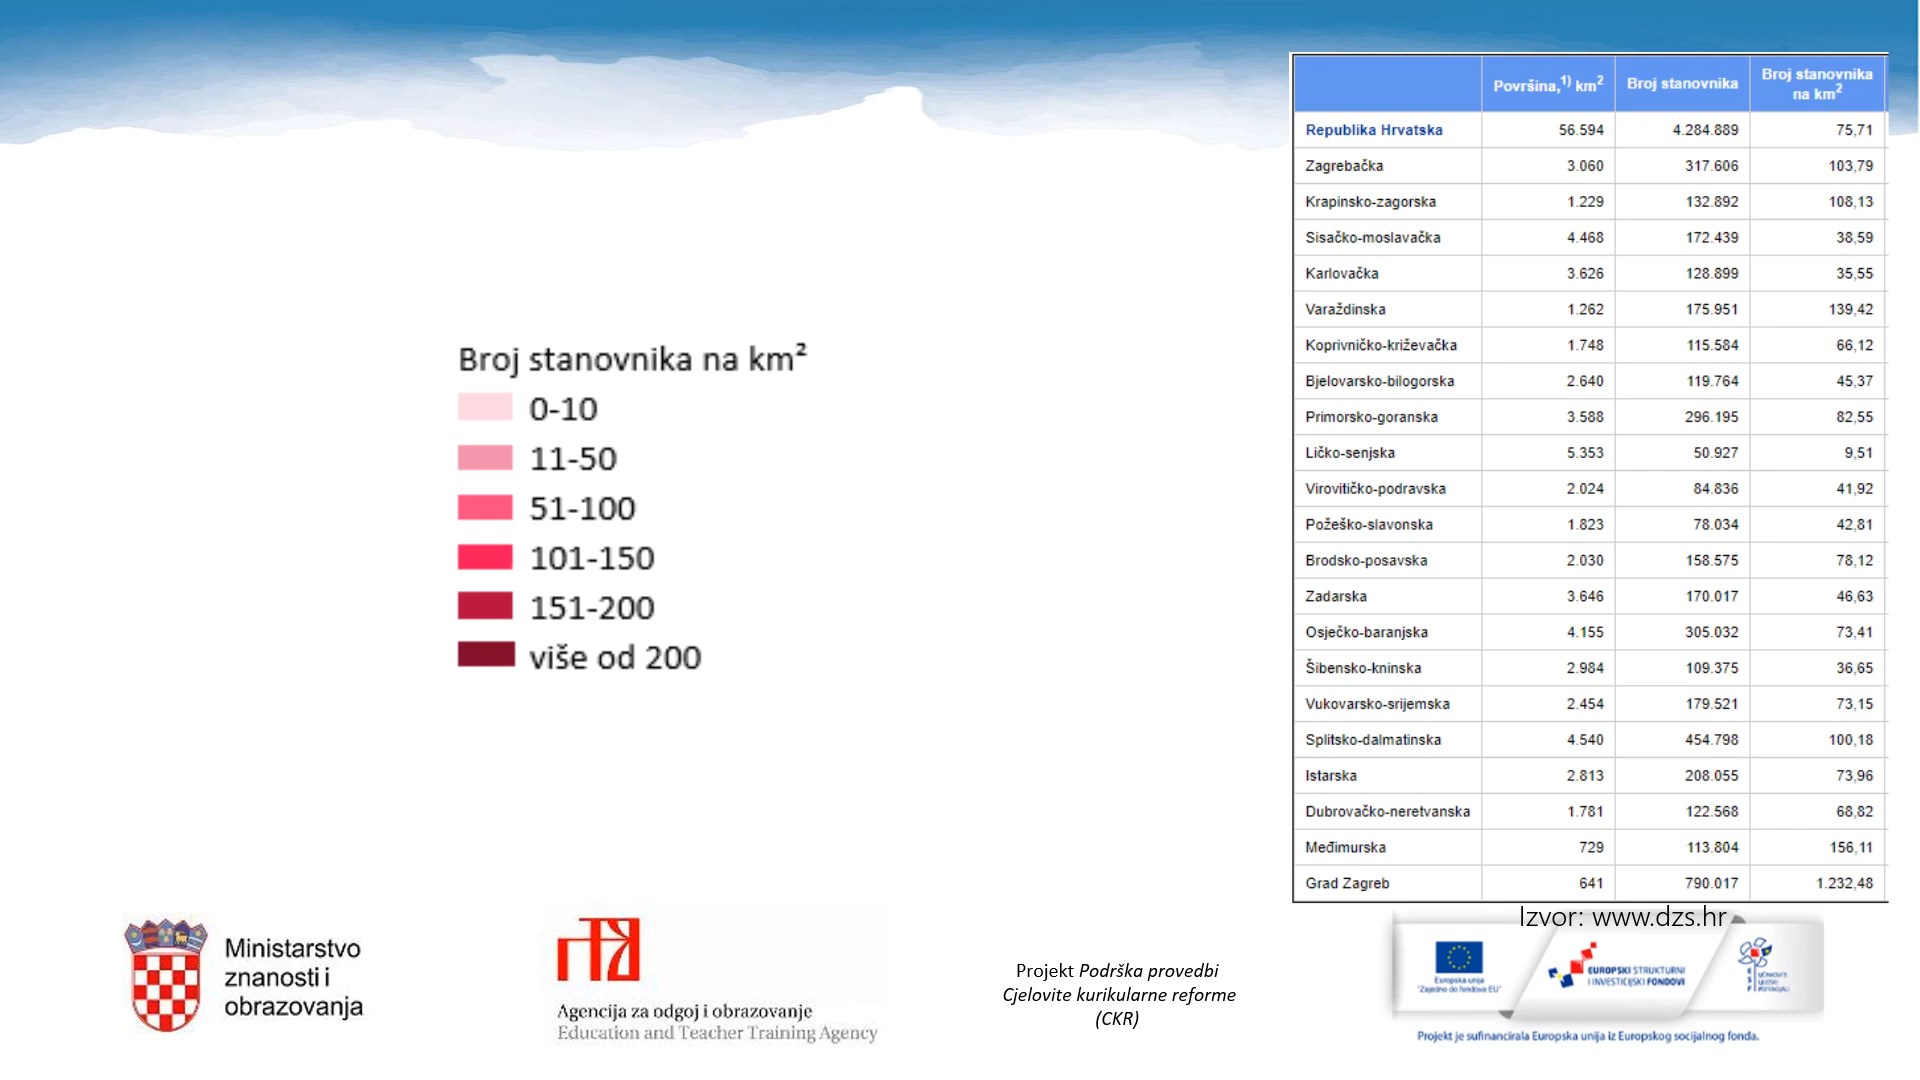 Broj stanovnika na km²
0-10
11-50
51-100
101-150
151-200
više od 200
Površina,¹⁾ km² Broj stanovnika Broj stanovnika na km²
Republika Hrvatska 56.594 4.284.889 75,71
Zagrebačka 3.060 317.606 103,79
Krapinsko-zagorska 1.229 132.892 108,13
Sisačko-moslavačka 4.468 172.439 38,59
Karlovačka 3.626 128.899 35,55
Varaždinska 1.262 175.951 139,42
Koprivničko-križevačka 1.748 115.584 66,12
Bjelovarsko-bilogorska 2.640 119.764 45,37
Primorsko-goranska 3.588 296.195 82,55
Ličko-senjska 5.353 50.927 9,51
Virovitičko-podravska 2.024 84.836 41,92
Požeško-slavonska 1.823 78.034 42,81
Brodsko-posavska 2.030 158.575 78,12
Zadarska 3.646 170.017 46,63
Osječko-baranjska 4.155 305.032 73,41
Šibensko-kninska 2.984 109.375 36,65
Vukovarsko-srijemska 2.454 179.521 73,15
Splitsko-dalmatinska 4.540 454.798 100,18
Istarska 2.813 208.055 73,96
Dubrovačko-neretvanska 1.781 122.568 68,82
Međimurska 729 113.804 156,11
Grad Zagreb 641 790.017 1.232,48
Izvor: www.dzs.hr
Ministarstvo
znanosti i
obrazovanja
Agencija za odgoj i obrazovanje
Education and Teacher Training Agency
Projekt Podrška provedbi
Cjelovite kurikularne reforme
(CKR)
Europska unija
"Zajedno do fondova EU"
EUROPSKI STRUKTURNI
I INVESTICIJSKI FONDOVI
Projekt je sufinancirala Europska unija iz Europskog socijalnog fonda.